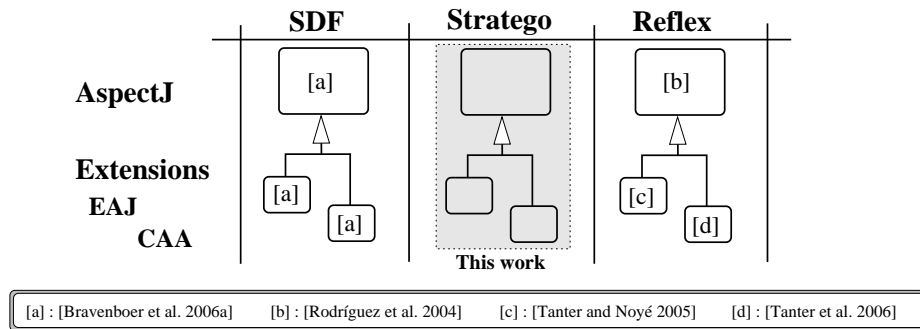 SDF Stratego Reflex
AspectJ [a] [b]
Extensions
EAJ [a] [c]
CAA [a] [d]
This work
[a] : [Bravenboer et al. 2006a] [b] : [Rodríguez et al. 2004] [c] : [Tanter and Noyé 2005] [d] : [Tanter et al. 2006]